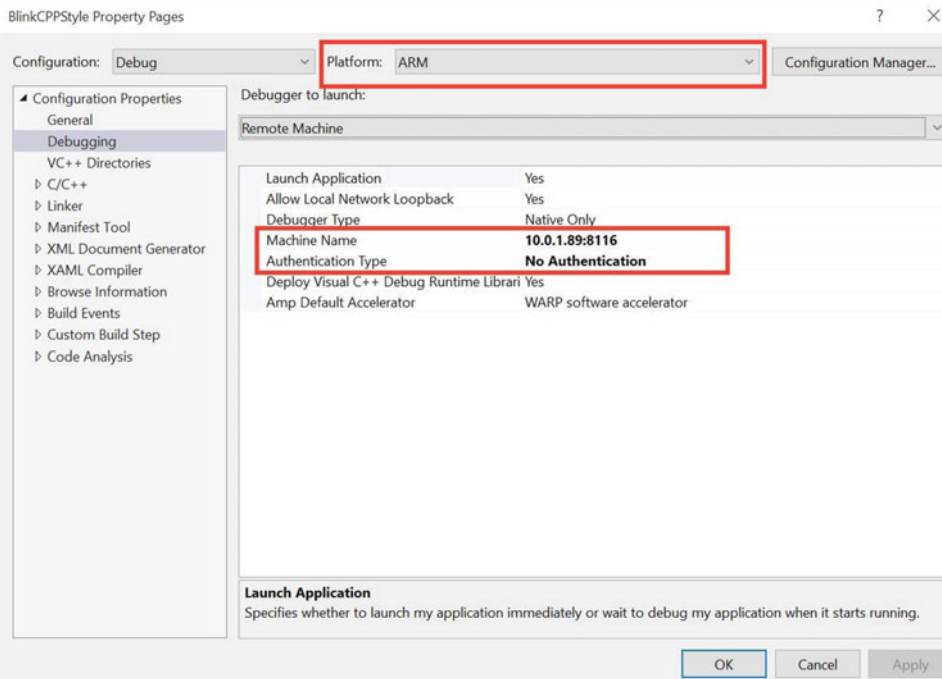 BlinkCPPStyle Property Pages
?
Configuration: Debug Platform: ARM Configuration Manager...
Configuration Properties
General
Debugging
VC++ Directories
C/C++
Linker
Manifest Tool
XML Document Generator
XAML Compiler
Browse Information
Build Events
Custom Build Step
Code Analysis
Debugger to launch:
Remote Machine
Launch Application Yes
Allow Local Network Loopback Yes
Debugger Type Native Only
Machine Name 10.0.1.89:8116
Authentication Type No Authentication
Deploy Visual C++ Debug Runtime Librari Yes
Amp Default Accelerator WARP software accelerator
Launch Application
Specifies whether to launch my application immediately or wait to debug my application when it starts running.
OK Cancel Apply